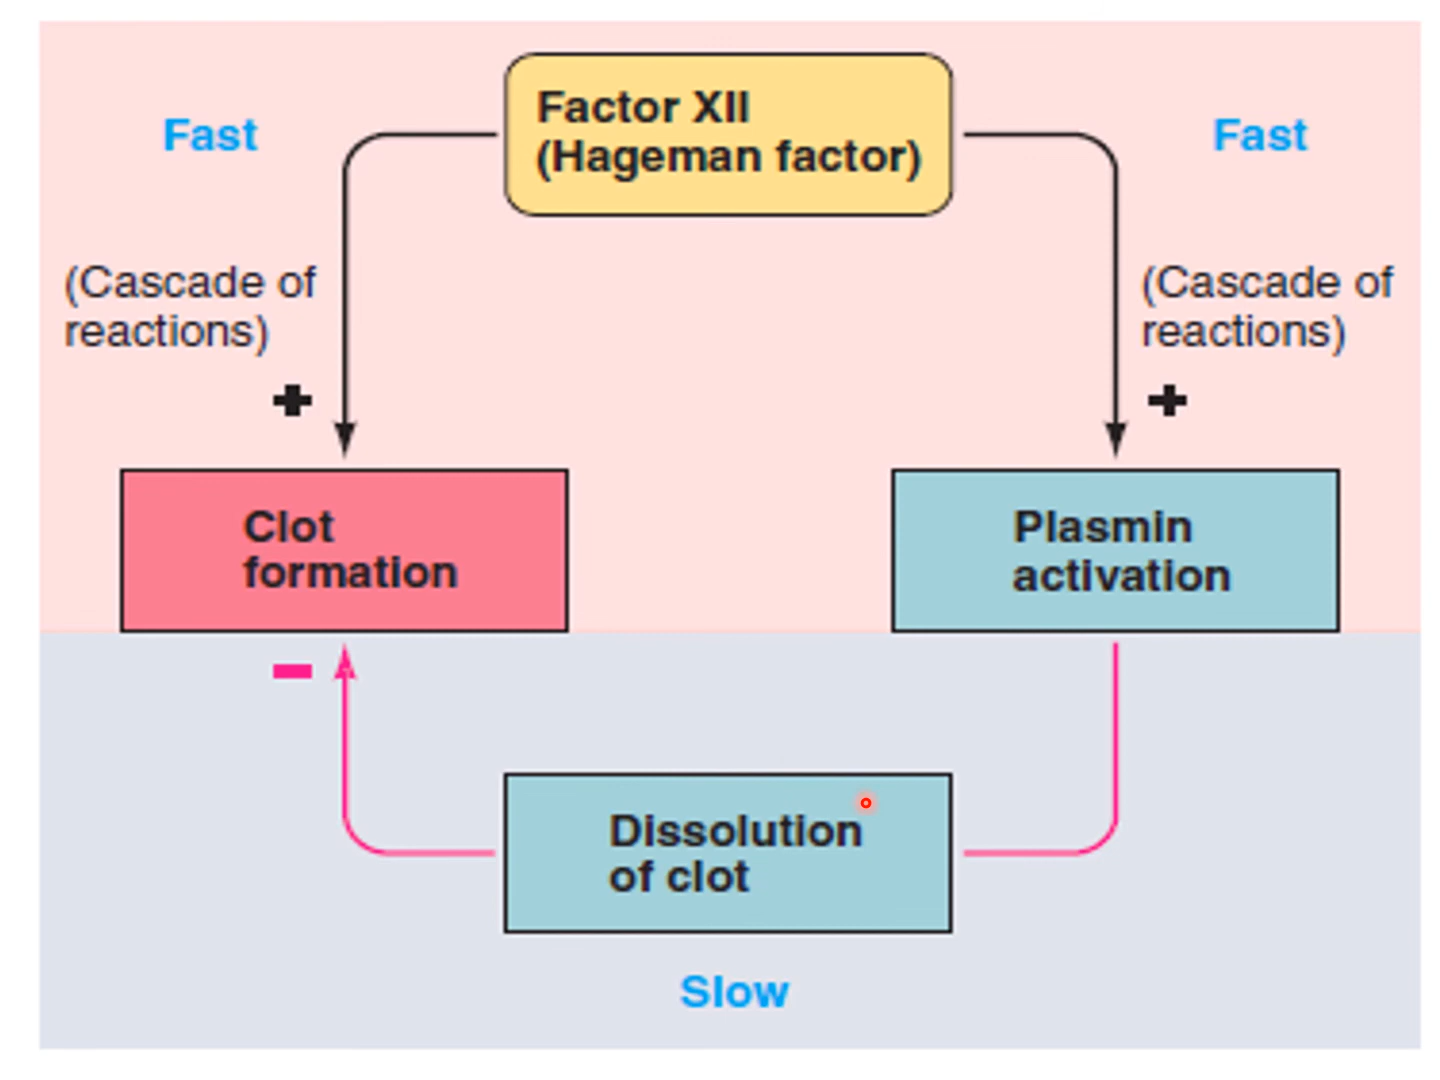 Factor XII
(Hageman factor)
Fast
Fast
(Cascade of
reactions)
(Cascade of
reactions)
+
+
Clot
formation
Plasmin
activation
-
Dissolution
of clot
Slow